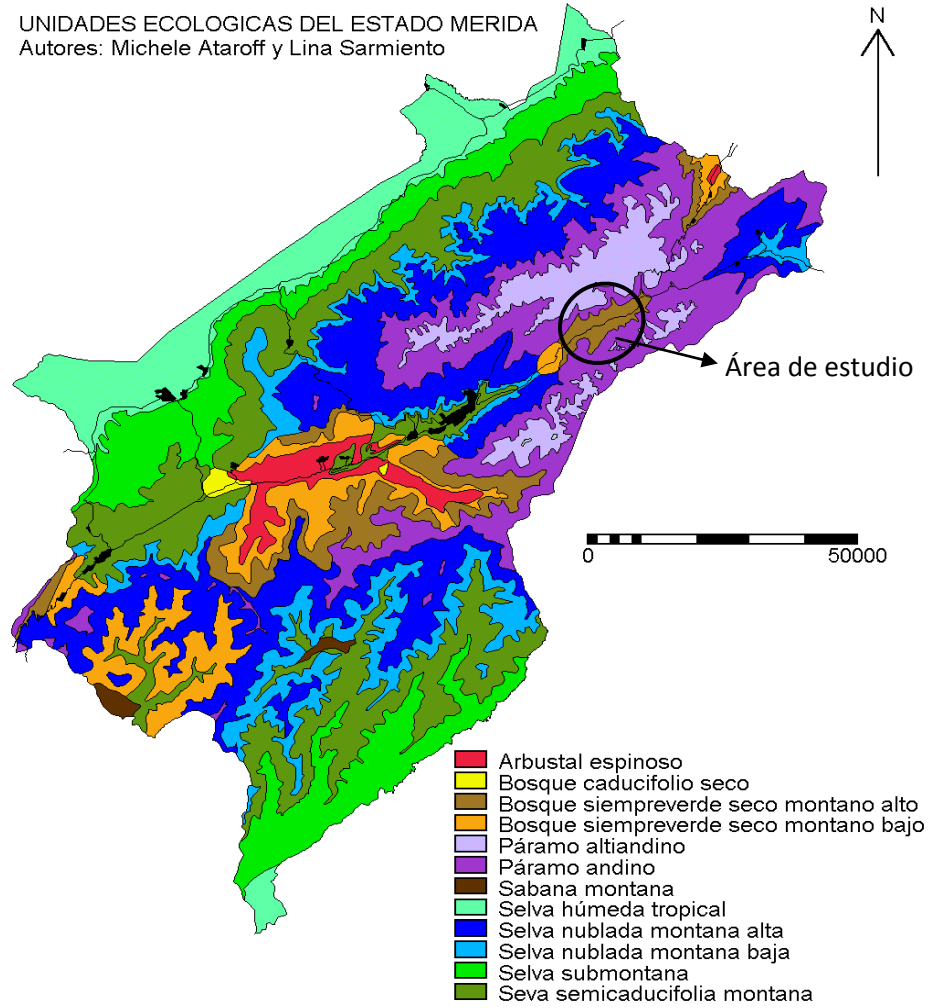 UNIDADES ECOLOGICAS DEL ESTADO MERIDA
Autores: Michele Ataroff y Lina Sarmiento
N
Área de estudio
0 50000
Arbustal espinoso
Bosque caducifolio seco
Bosque siempreverde seco montano alto
Bosque siempreverde seco montano bajo
Páramo altiandino
Páramo andino
Sabana montana
Selva húmeda tropical
Selva nublada montana alta
Selva nublada montana baja
Selva submontana
Seva semicaducifolia montana